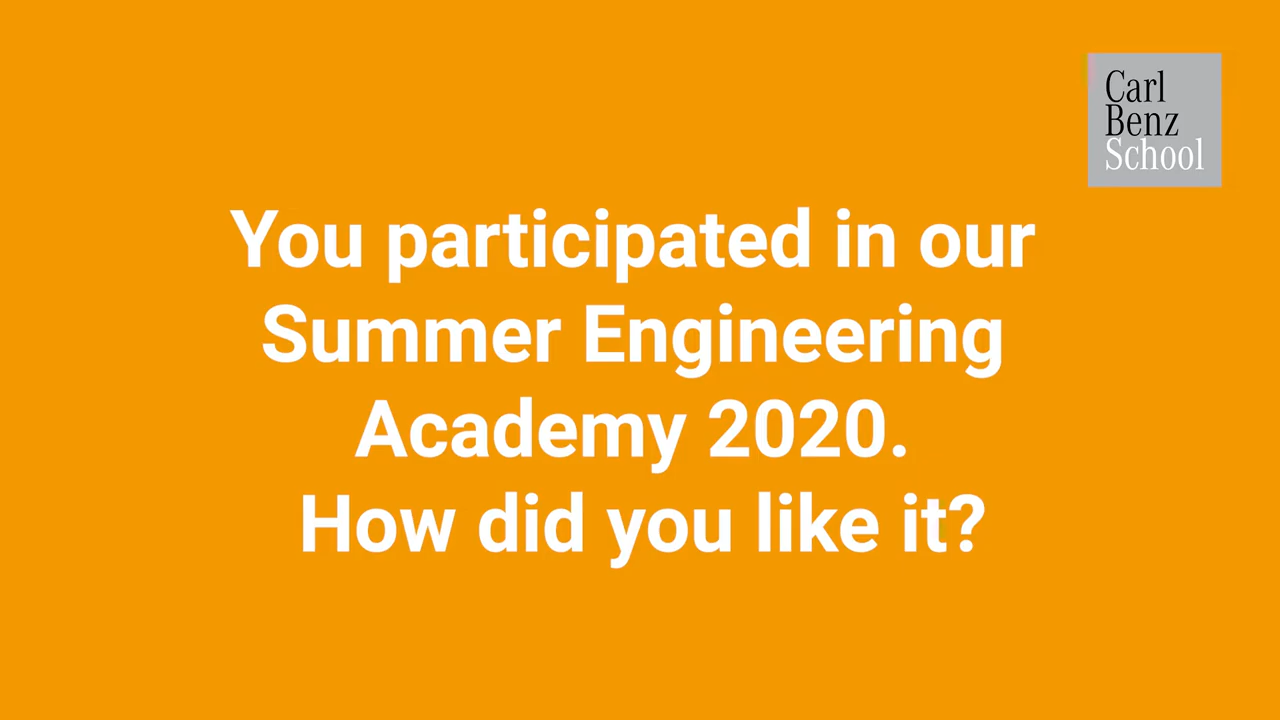 Carl
Benz
School
You participated in our
Summer Engineering
Academy 2020.
How did you like it?